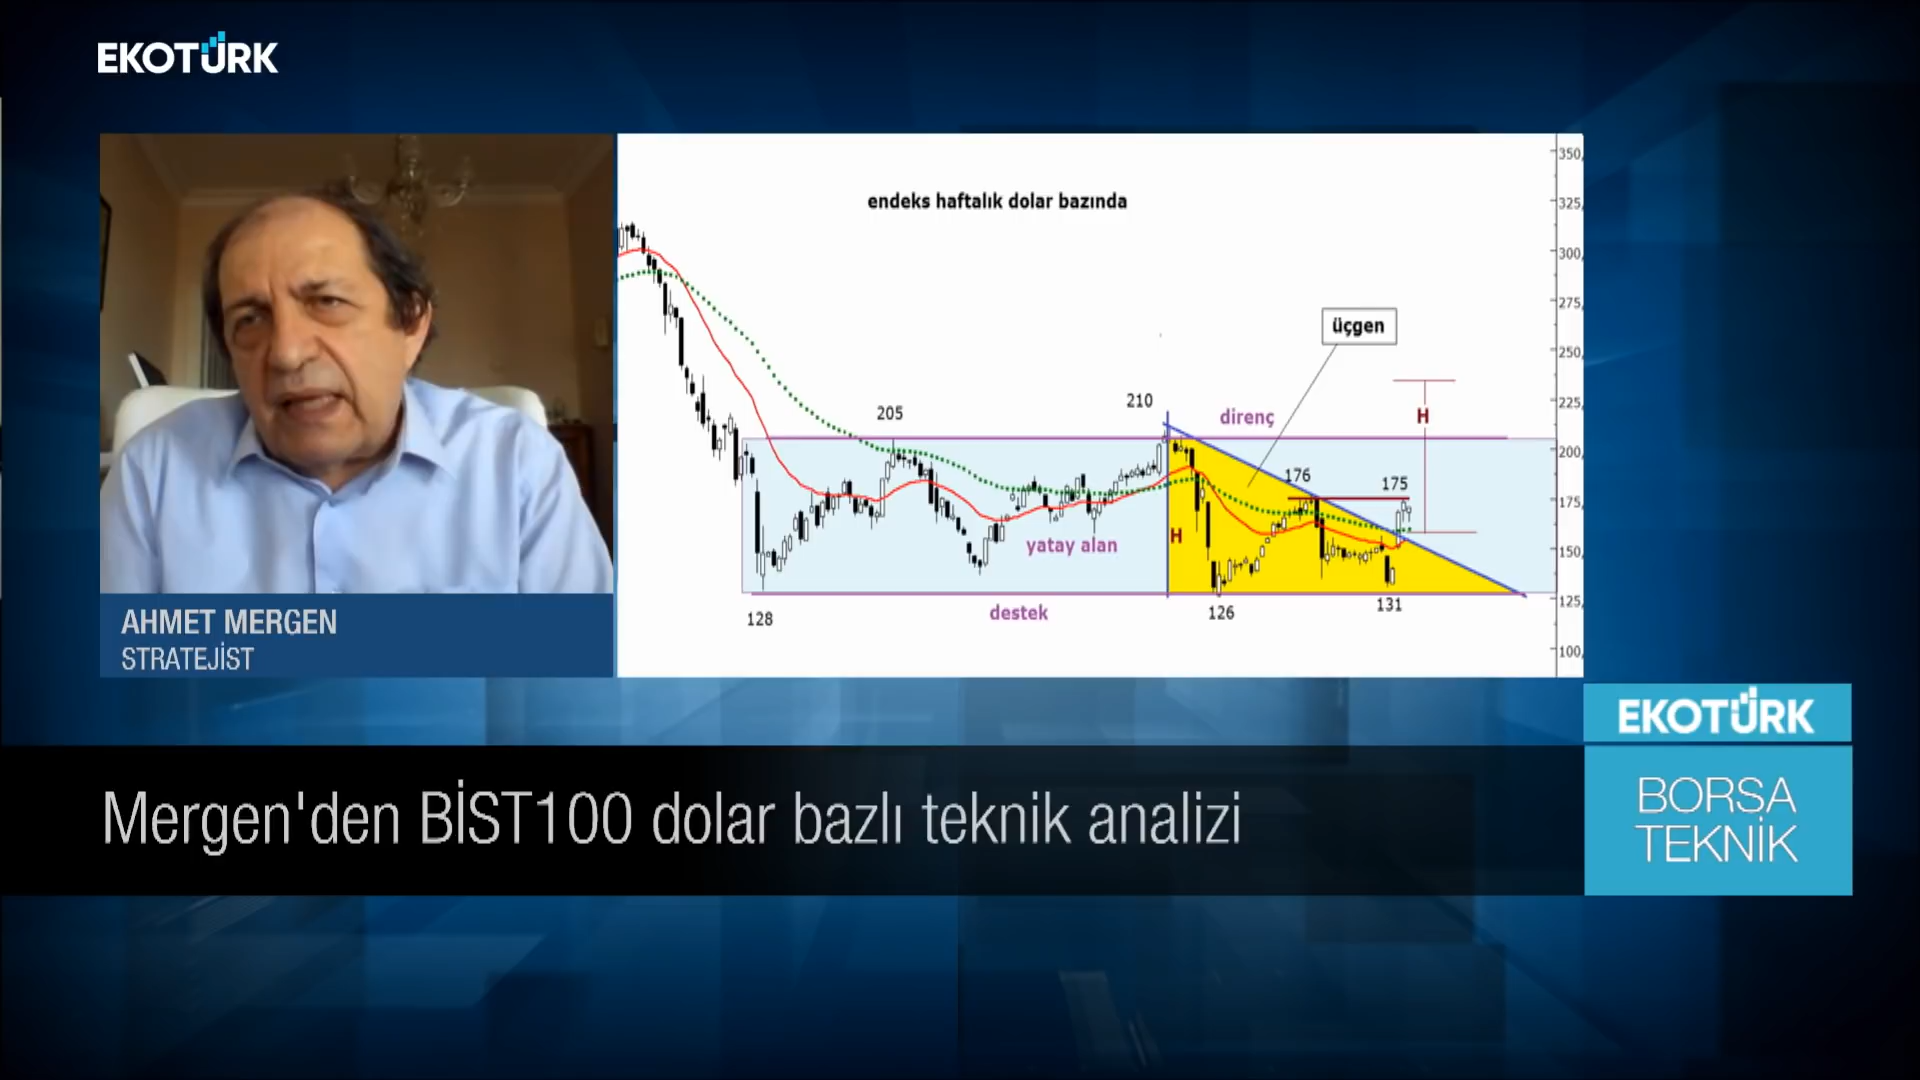 EKOTÜRK
endeks haftalık dolar bazında
350,
325,
300,
275,
250,
225,
200,
175,
150,
125,
100,
üçgen
205
210
direnç
H
176
175
H
yatay alan
128
destek
126
131
AHMET MERGEN
STRATEJİST
EKOTÜRK
Mergen'den BİST100 dolar bazlı teknik analizi
BORSA
TEKNİK